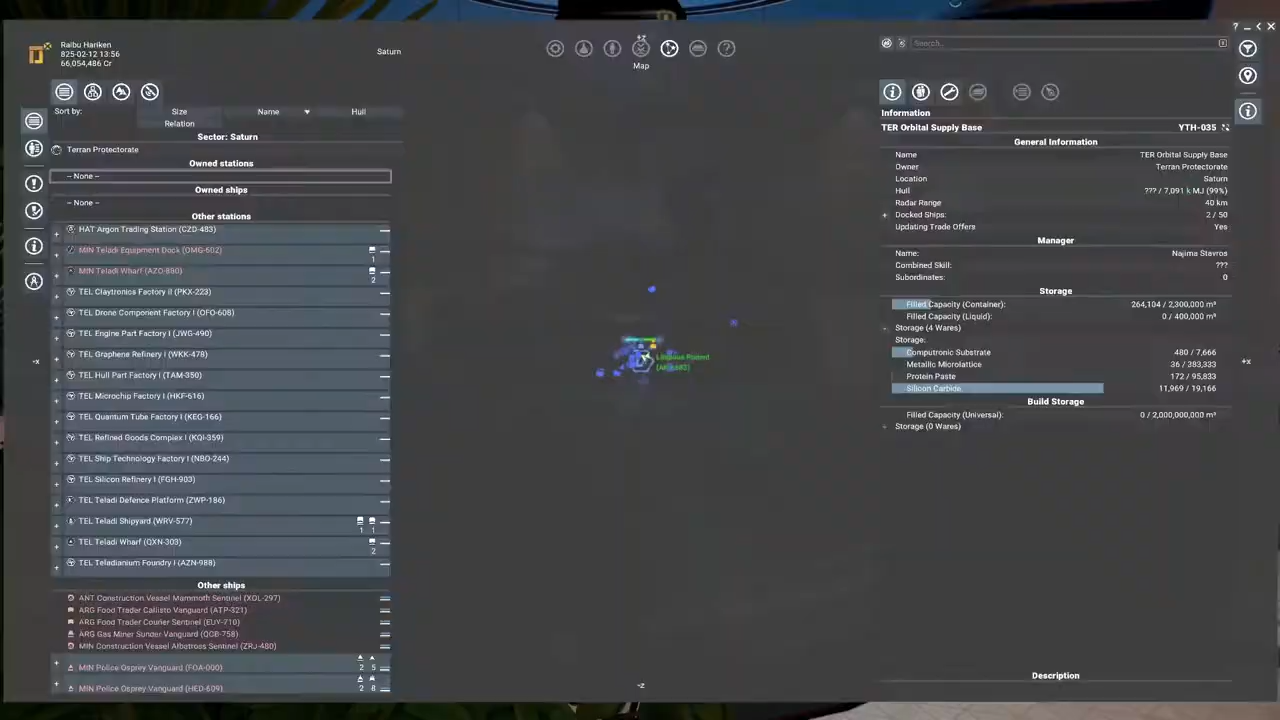 Raibu Hariken
825-02-12 13:56
66,054,486 Cr
Saturn
Map
Search...
Sort by:
Size
Name
Hull
Relation
Sector: Saturn
Terran Protectorate
Owned stations
-- None --
Owned ships
-- None --
Other stations
HAT Argon Trading Station (CZD-483)
MIN Teladi Equipment Dock (OMG-602)
1
MIN Teladi Wharf (AZO-880)
2
TEL Claytronics Factory II (PKX-223)
TEL Drone Component Factory I (OFO-608)
TEL Engine Part Factory I (JWG-490)
TEL Graphene Refinery I (WKK-478)
TEL Hull Part Factory I (TAM-350)
TEL Microchip Factory I (HKF-616)
TEL Quantum Tube Factory I (KEG-166)
TEL Refined Goods Complex I (KQI-359)
TEL Ship Technology Factory I (NBO-244)
TEL Silicon Refinery I (FGH-903)
TEL Teladi Defence Platform (ZWP-186)
TEL Teladi Shipyard (WRV-577)
1 1
TEL Teladi Wharf (QXN-303)
2
TEL Teladianium Foundry I (AZN-988)
Other ships
ANT Construction Vessel Mammoth Sentinel (XOL-297)
ARG Food Trader Callisto Vanguard (ATP-321)
ARG Food Trader Courier Sentinel (EUY-710)
ARG Gas Miner Sunder Vanguard (QCB-758)
MIN Construction Vessel Albatross Sentinel (ZRJ-480)
MIN Police Osprey Vanguard (FOA-000)
2 5
MIN Police Osprey Vanguard (HED-609)
2 8
+Z
-X
+X
-Z
Information
TER Orbital Supply Base YTH-035
General Information
Name TER Orbital Supply Base
Owner Terran Protectorate
Location Saturn
Hull ??? / 7,091 k MJ (99%)
Radar Range 40 km
Docked Ships: 2 / 50
Updating Trade Offers Yes
Manager
Name: Najima Stavros
Combined Skill: ???
Subordinates: 0
Storage
Filled Capacity (Container): 264,104 / 2,300,000 m³
Filled Capacity (Liquid): 0 / 400,000 m³
Storage (4 Wares)
Storage:
Computronic Substrate 480 / 7,666
Metallic Microlattice 36 / 383,333
Protein Paste 172 / 95,833
Silicon Carbide 11,969 / 19,166
Build Storage
Filled Capacity (Universal): 0 / 2,000,000,000 m³
Storage (0 Wares)
Description